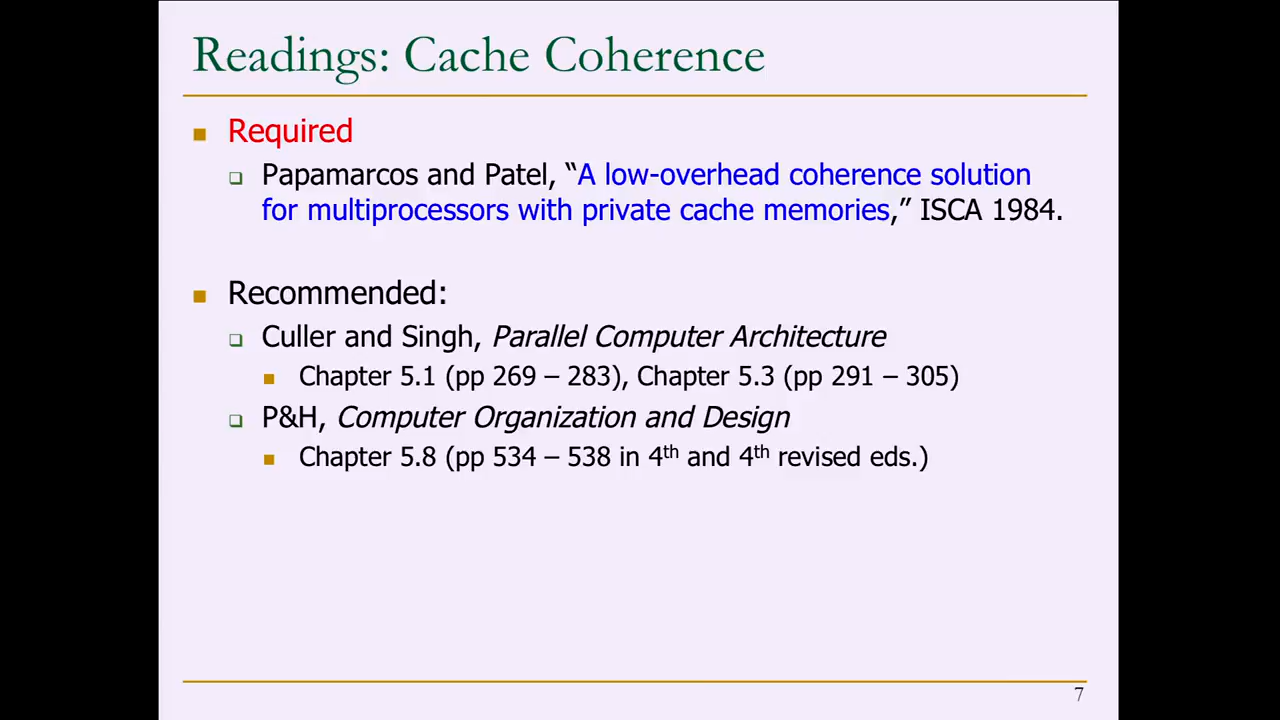 Readings: Cache Coherence
Required
Papamarcos and Patel, “A low-overhead coherence solution
for multiprocessors with private cache memories,” ISCA 1984.
Recommended:
Culler and Singh, Parallel Computer Architecture
Chapter 5.1 (pp 269 – 283), Chapter 5.3 (pp 291 – 305)
P&H, Computer Organization and Design
Chapter 5.8 (pp 534 – 538 in 4th and 4th revised eds.)
7